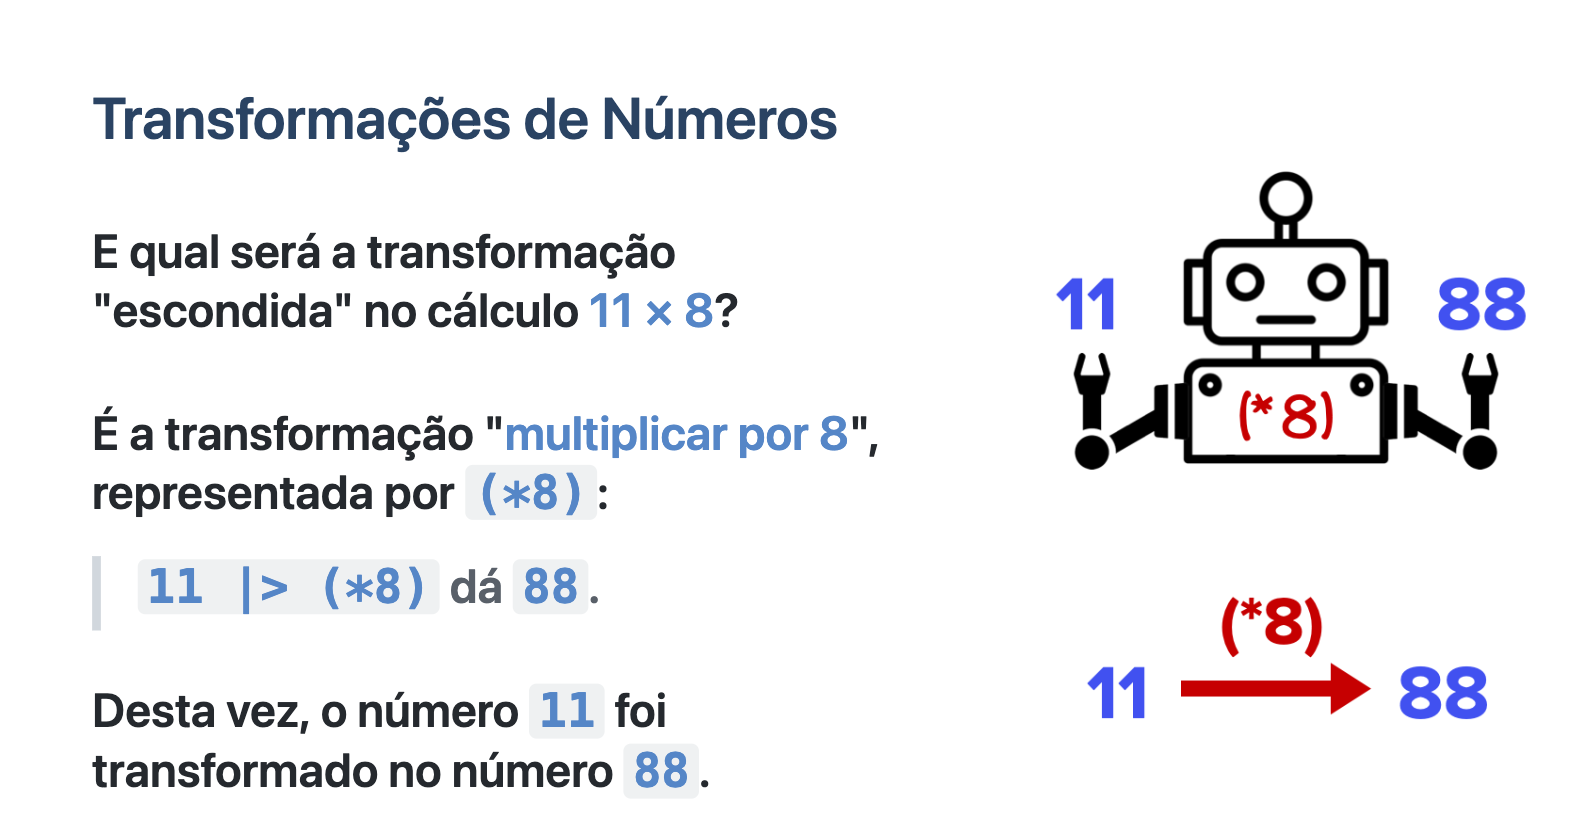 Transformações de Números
E qual será a transformação
"escondida" no cálculo 11 × 8?
É a transformação "multiplicar por 8",
representada por (*8):
11 |> (*8) dá 88.
Desta vez, o número 11 foi
transformado no número 88.
11
88
(*8)
(*8)
11
88